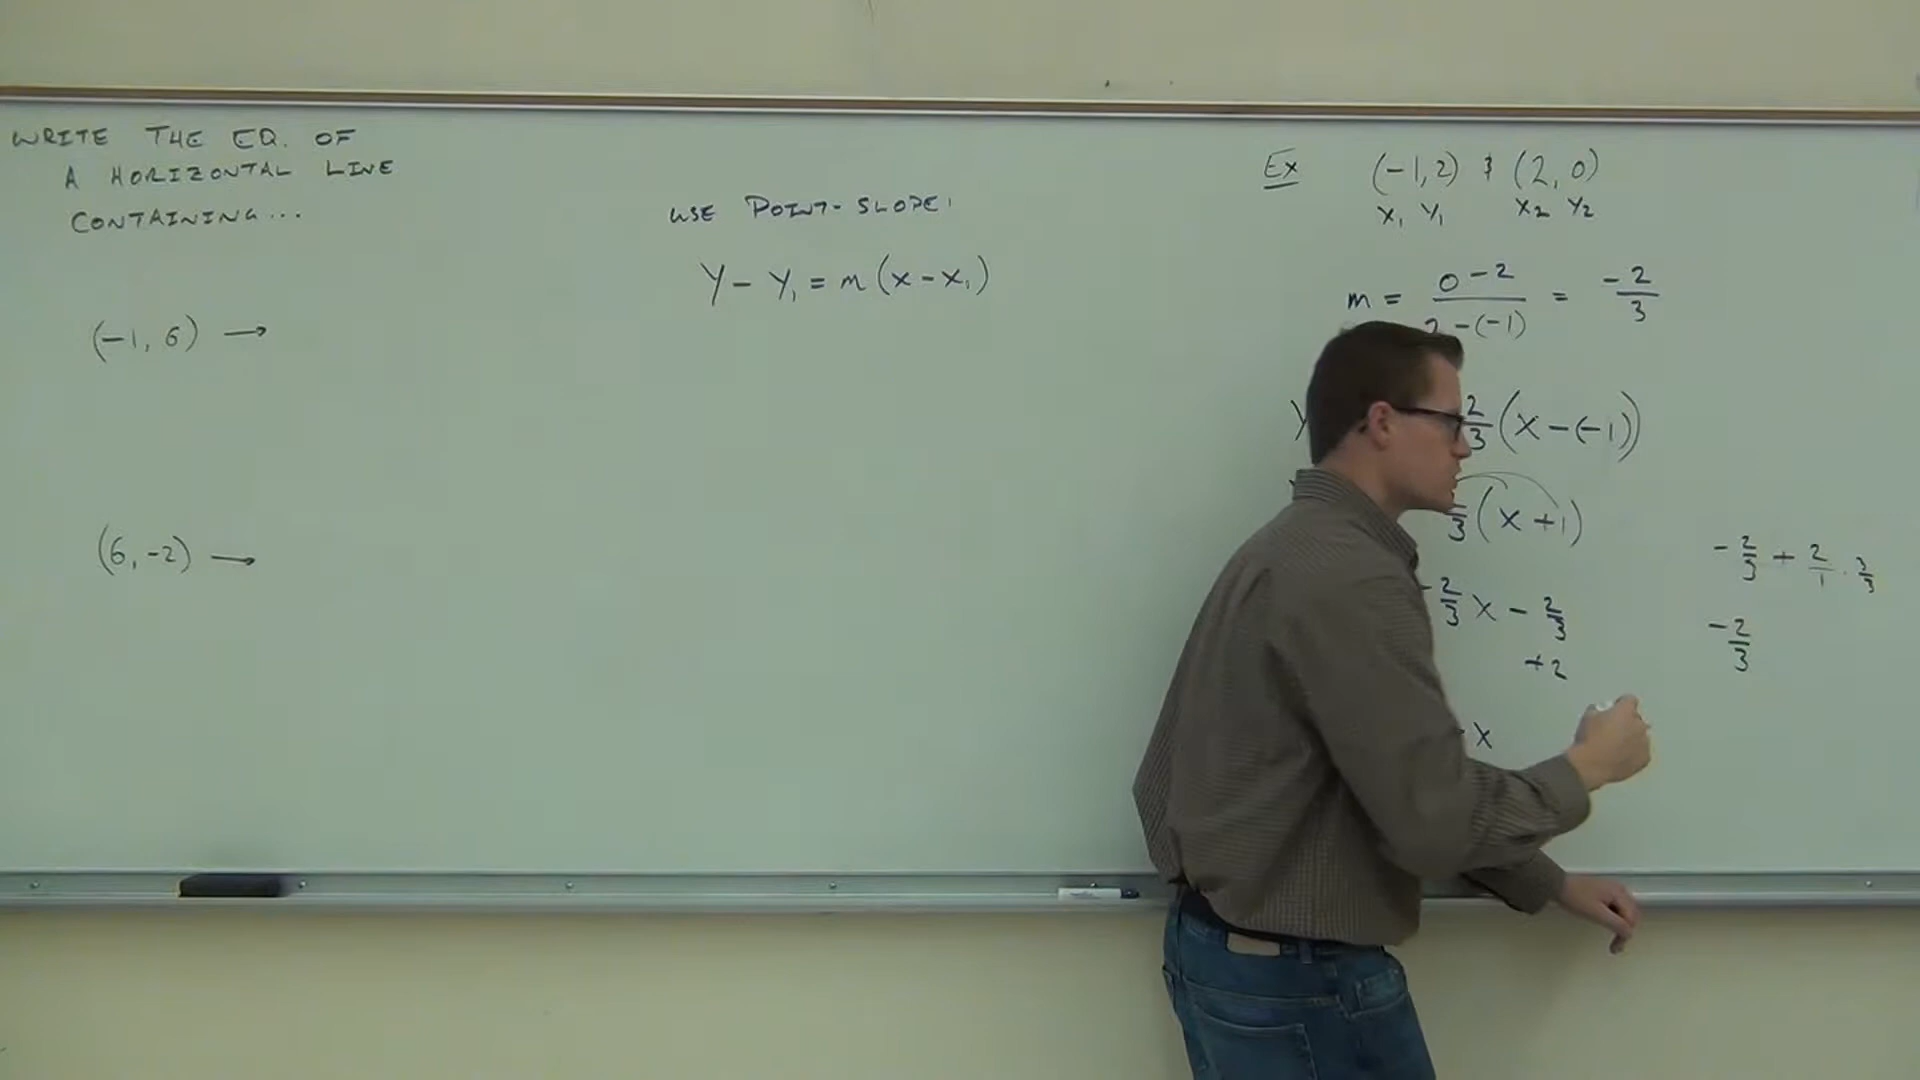 WRITE THE EQ. OF
A HORIZONTAL LINE
CONTAINING...
(-1, 6) →
(6, -2) →
USE POINT-SLOPE:
Y - Y₁ = m(x - x₁)
Ex (-1, 2) & (2, 0)
X₁ Y₁ X₂ Y₂
m = 0-2/2-(-1) = -2/3
Y 2/3 (X - (-1))
/3 (X + 1)
-2/3 X - 2/3
+2
X
-2/3 + 2/1 · 3/3
-2/3